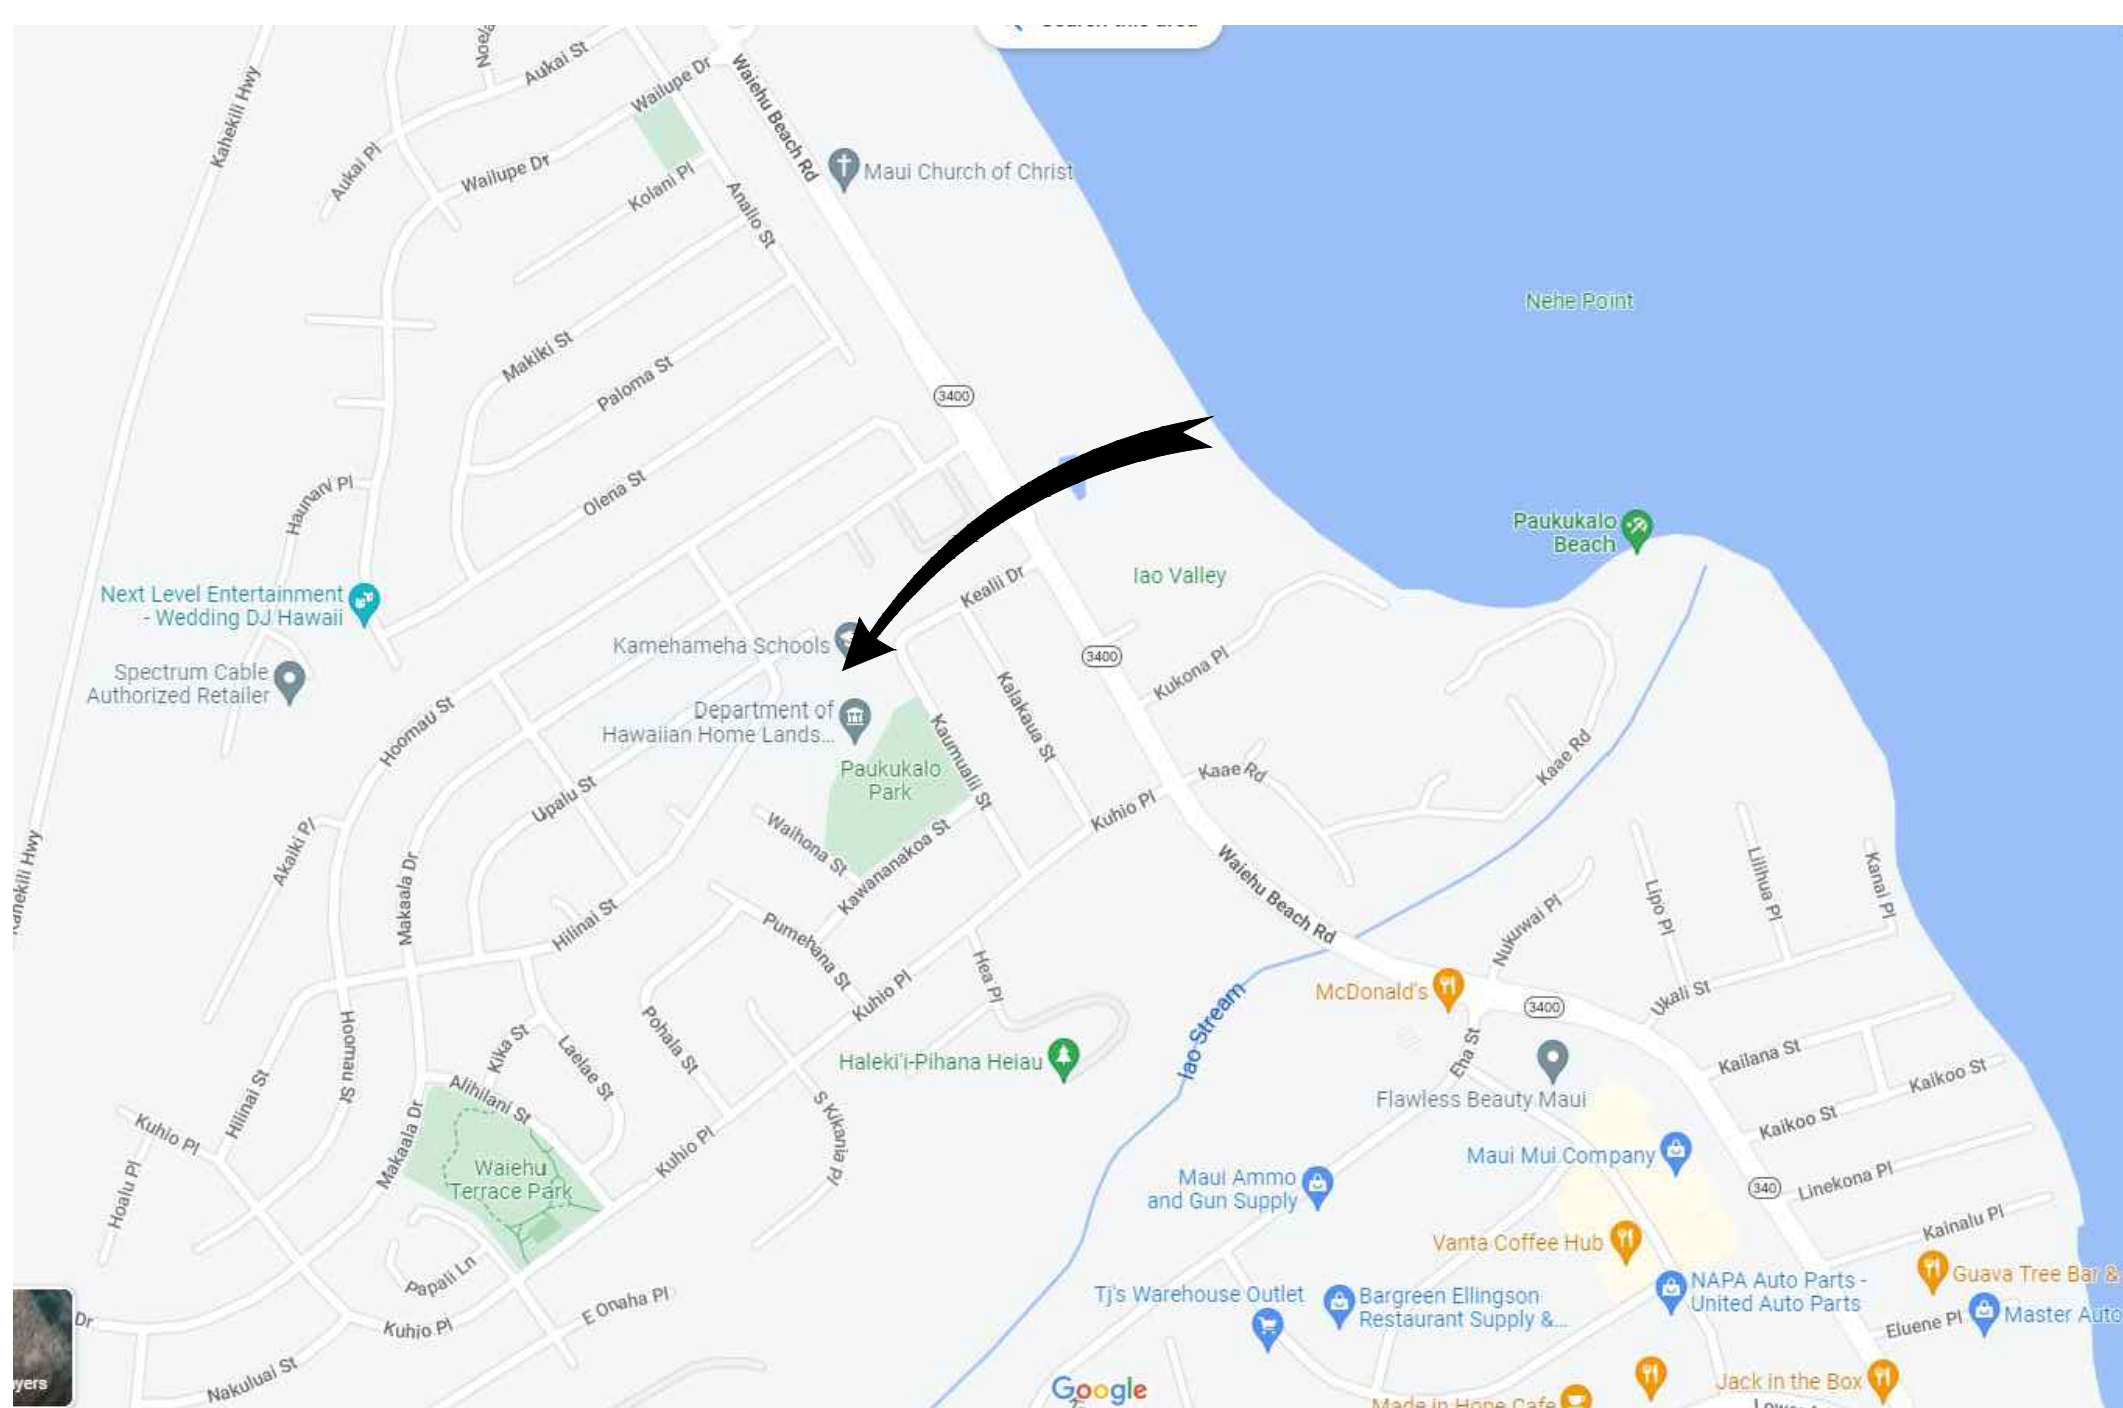 Aukai St
Wailupe Dr
Waiehu Beach Rd
Kahekili Hwy
Aukai Pl
Wailupe Dr
Kolani Pl
Maui Church of Christ
Analio St
Nehe Point
Makiki St
Paloma St
3400
Olena St
Paukukalo
Beach
Next Level Entertainment
- Wedding DJ Hawaii
Kealii Dr
Iao Valley
Kamehameha Schools
3400
Kukona Pl
Spectrum Cable
Authorized Retailer
Hoomau St
Department of
Hawaiian Home Lands...
Kalakaua St
Kaumualii St
Paukukalo
Park
Kaae Rd
Kaae Rd
Upalu St
Kuhio Pl
Waihona St
Kawananakoa St
Akaiki Pl
Makaala Dr
Hilinai St
Waiehu Beach Rd
Lipo Pl
Liilhua Pl
Kanai Pl
Pumehana St
Nukuwai Pl
Hea Pl
Kuhio Pl
McDonald's
3400
Ukali St
Iao Stream
Hoomau St
Pohala St
Kika St
Laelae St
Haleki'i-Pihana Heiau
Eha St
Kailana St
Kaikoo St
Flawless Beauty Maui
Hilinai St
Alihilani St
S Kikania Pl
Kaikoo St
Kuhio Pl
Makaala Dr
Kuhio Pl
Maui Mui Company
Waiehu
Terrace Park
Maui Ammo
and Gun Supply
340
Linekona Pl
Hoalu Pl
Kainalu Pl
Vanta Coffee Hub
Papali Ln
Guava Tree Bar &
E Onaha Pl
Tj's Warehouse Outlet
Bargreen Ellingson
Restaurant Supply &...
NAPA Auto Parts -
United Auto Parts
Eluene Pl
Master Auto
Dr
Kuhio Pl
Nakuluai St
Google
Jack in the Box